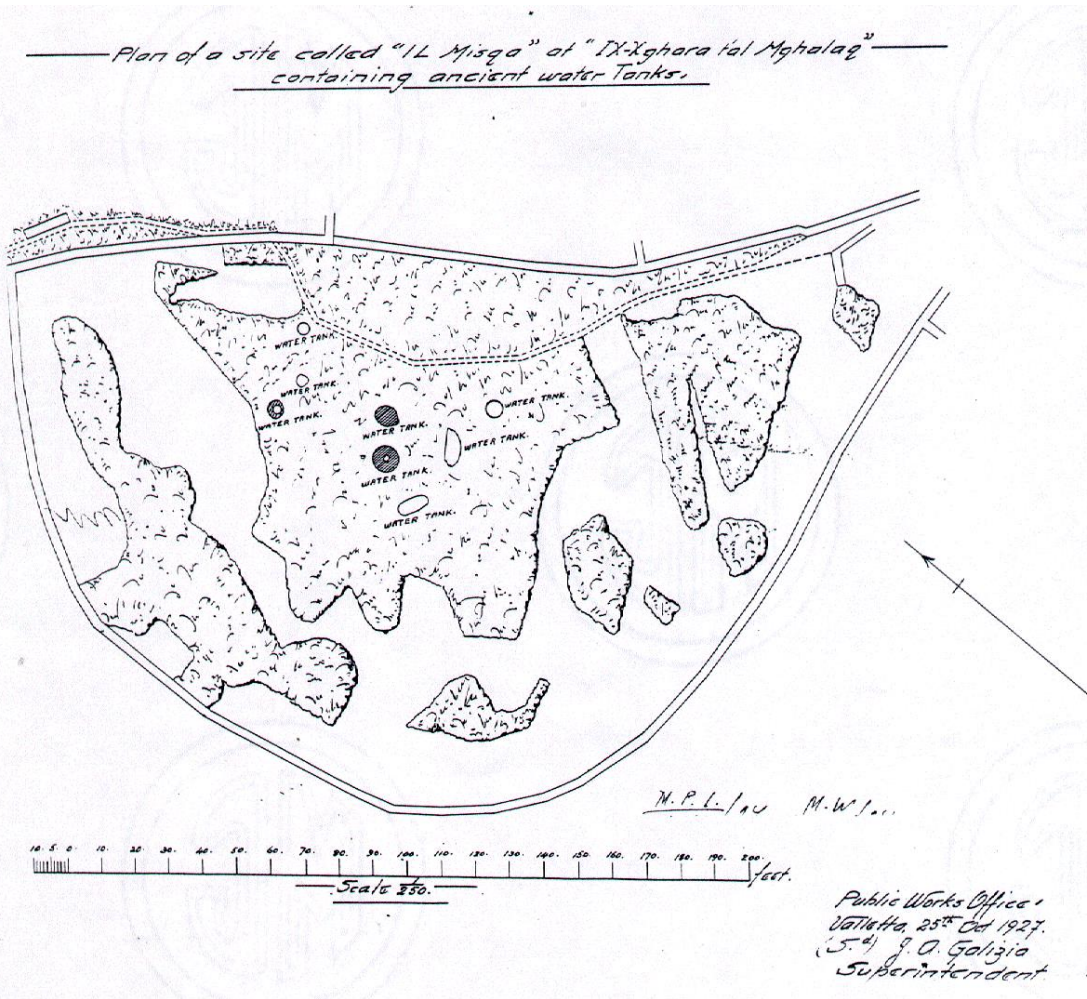 Plan of a site called "IL Misqa" at "IX-Xghara tal Mghalaq"
containing ancient water Tanks.
WATER TANK.
WATER TANK.
WATER TANK.
WATER TANK.
WATER TANK.
WATER TANK.
WATER TANK.
WATER TANK.
M.P.L.
M.W
10. 5. 0. 10. 20. 30. 40. 50. 60. 70. 80. 90. 100. 110. 120. 130. 140. 150. 160. 170. 180. 190. 200.
feet.
Scale 1/250.
Public Works Office.
Valletta, 25th Oct 1927.
(Sd) J. A. Galizia
Superintendent.